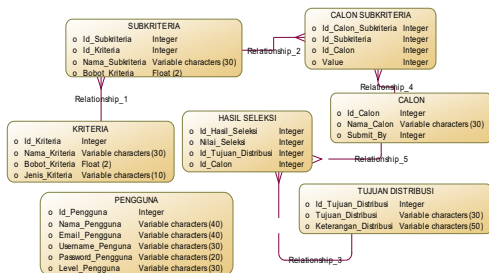 SUBKRITERIA
o Id_Subkriteria Integer
o Id_Kriteria Integer
o Nama_Subkriteria Variable characters (30)
o Bobot_Kriteria Float (2)
CALON SUBKRITERIA
o Id_Calon_Subkriteria Integer
o Id_Subkriteria Integer
o Id_Calon Integer
o Value Integer
Relationship_2
Relationship_1
Relationship_4
KRITERIA
o Id_Kriteria Integer
o Nama_Kriteria Variable characters (30)
o Bobot_Kriteria Float (2)
o Jenis_Kriteria Variable characters (10)
HASIL SELEKSI
o Id_Hasil_Seleksi Integer
o Nilai_Seleksi Integer
o Id_Tujuan_Distribusi Integer
o Id_Calon Integer
CALON
o Id_Calon Integer
o Nama_Calon Variable characters (30)
o Submit_By Integer
Relationship_5
PENGGUNA
o Id_Pengguna Integer
o Nama_Pengguna Variable characters (40)
o Email_Pengguna Variable characters (40)
o Username_Penguna Variable characters (30)
o Password_Pengguna Variable characters (20)
o Level_Pengguna Variable characters (30)
TUJUAN DISTRIBUSI
o Id_Tujuan_Distribusi Integer
o Tujuan_Distribusi Variable characters (30)
o Keterangan_Distribusi Variable characters (50)
Relationship_3